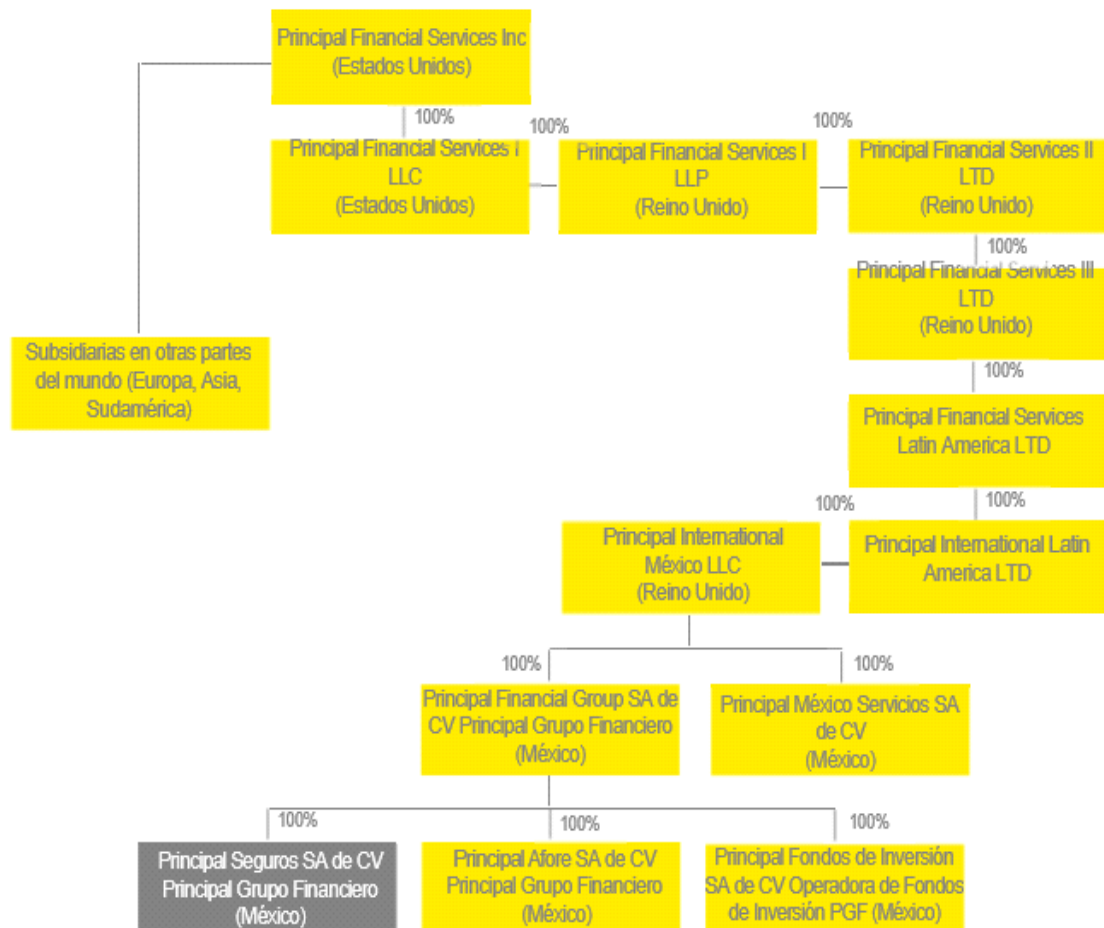 Principal Financial Services Inc
(Estados Unidos)
100%
100%
100%
Principal Financial Services I
LLC
(Estados Unidos)
Principal Financial Services I
LLP
(Reino Unido)
Principal Financial Services II
LTD
(Reino Unido)
100%
Principal Financial Services III
LTD
(Reino Unido)
Subsidiarias en otras partes
del mundo (Europa, Asia,
Sudamérica)
100%
Principal Financial Services
Latin America LTD
100%
100%
Principal International
México LLC
(Reino Unido)
Principal International Latin
America LTD
100%
100%
Principal Financial Group SA de
CV Principal Grupo Financiero
(México)
Principal México Servicios SA
de CV
(México)
100%
100%
100%
Principal Seguros SA de CV
Principal Grupo Financiero
(México)
Principal Afore SA de CV
Principal Grupo Financiero
(México)
Principal Fondos de Inversión
SA de CV Operadora de Fondos
de Inversión PGF (México)